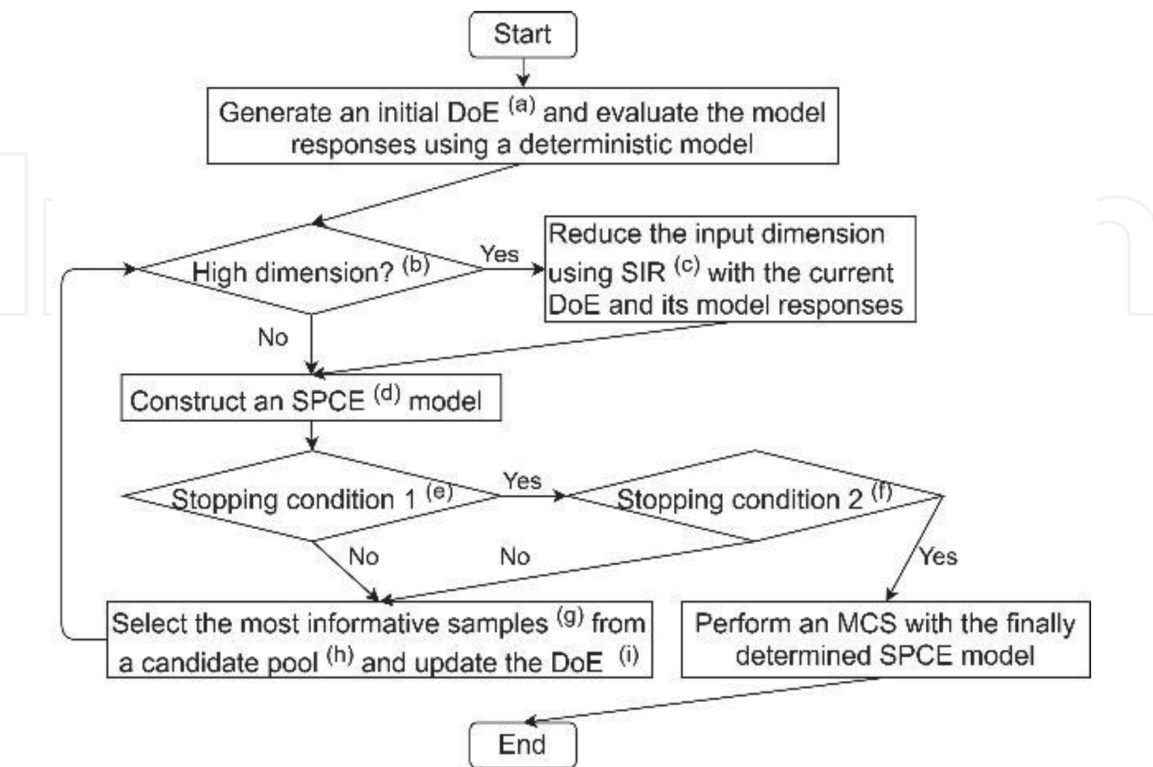 Start
Generate an initial DoE (a) and evaluate the model
responses using a deterministic model
High dimension? (b)
Yes
Reduce the input dimension
using SIR (c) with the current
DoE and its model responses
No
Construct an SPCE (d) model
Stopping condition 1 (e)
Yes
Stopping condition 2 (f)
No
No
Yes
Select the most informative samples (g) from
a candidate pool (h) and update the DoE (i)
Perform an MCS with the finally
determined SPCE model
End